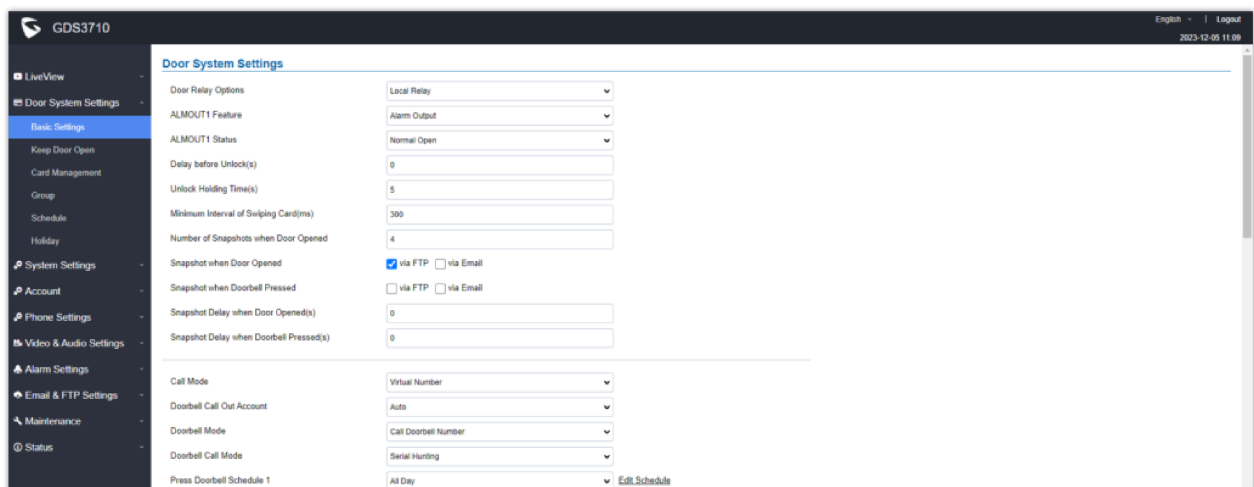 GDS3710
English | Logout
2023-12-05 11:09
LiveView
Door System Settings
Basic Settings
Keep Door Open
Card Management
Group
Schedule
Holiday
System Settings
Account
Phone Settings
Video & Audio Settings
Alarm Settings
Email & FTP Settings
Maintenance
Status
Door System Settings
Door Relay Options Local Relay
ALMOUT1 Feature Alarm Output
ALMOUT1 Status Normal Open
Delay before Unlock(s) 0
Unlock Holding Time(s) 5
Minimum Interval of Swiping Card(ms) 300
Number of Snapshots when Door Opened 4
Snapshot when Door Opened via FTP via Email
Snapshot when Doorbell Pressed via FTP via Email
Snapshot Delay when Door Opened(s) 0
Snapshot Delay when Doorbell Pressed(s) 0
Call Mode Virtual Number
Doorbell Call Out Account Auto
Doorbell Mode Call Doorbell Number
Doorbell Call Mode Serial Hunting
Press Doorbell Schedule 1 All Day Edit Schedule